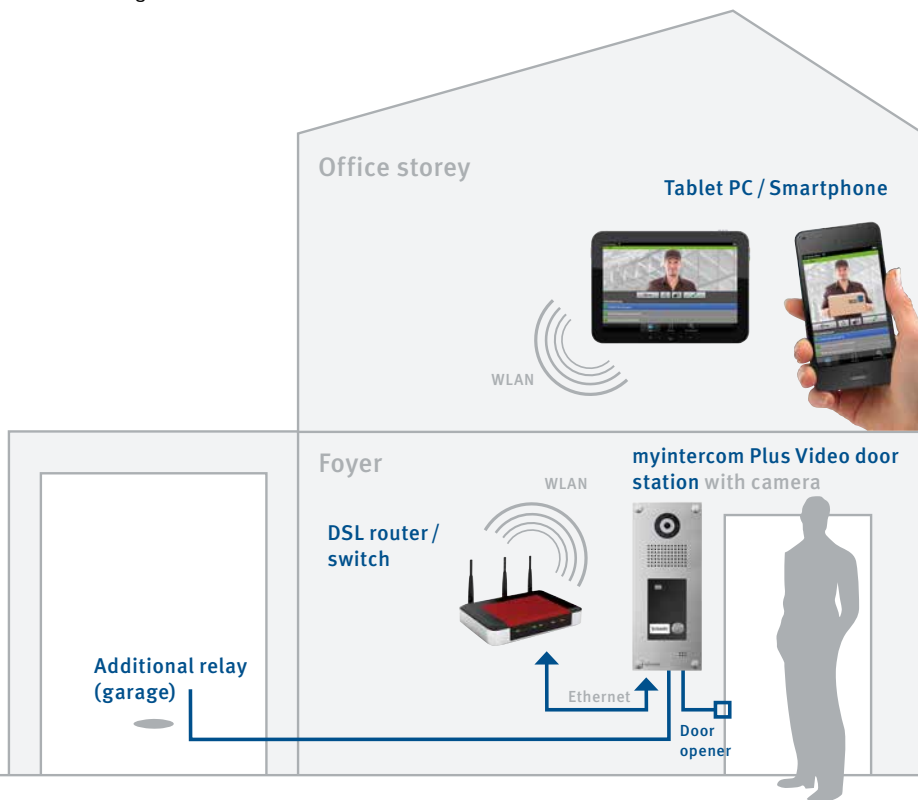 Office storey
Tablet PC / Smartphone
WLAN
Foyer
WLAN
myintercom Plus Video door
station with camera
DSL router /
switch
Additional relay
(garage)
Ethernet
Door
opener